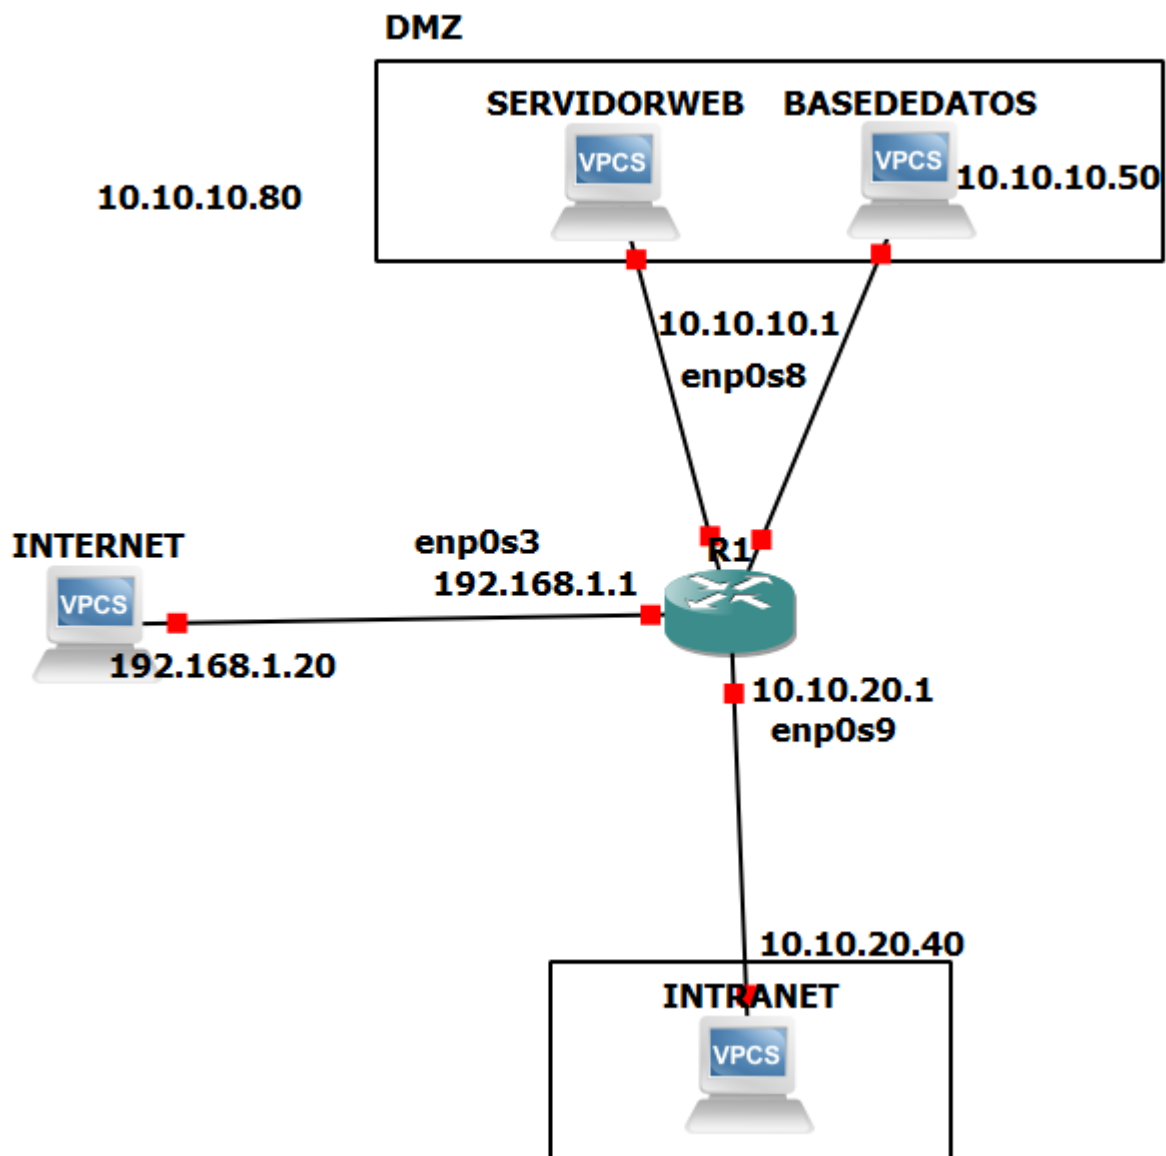 DMZ
SERVIDORWEB
BASEDEDATOS
VPCS
VPCS
10.10.10.80
10.10.10.50
10.10.10.1
enp0s8
INTERNET
enp0s3
R1
VPCS
192.168.1.1
192.168.1.20
10.10.20.1
enp0s9
10.10.20.40
INTRANET
VPCS